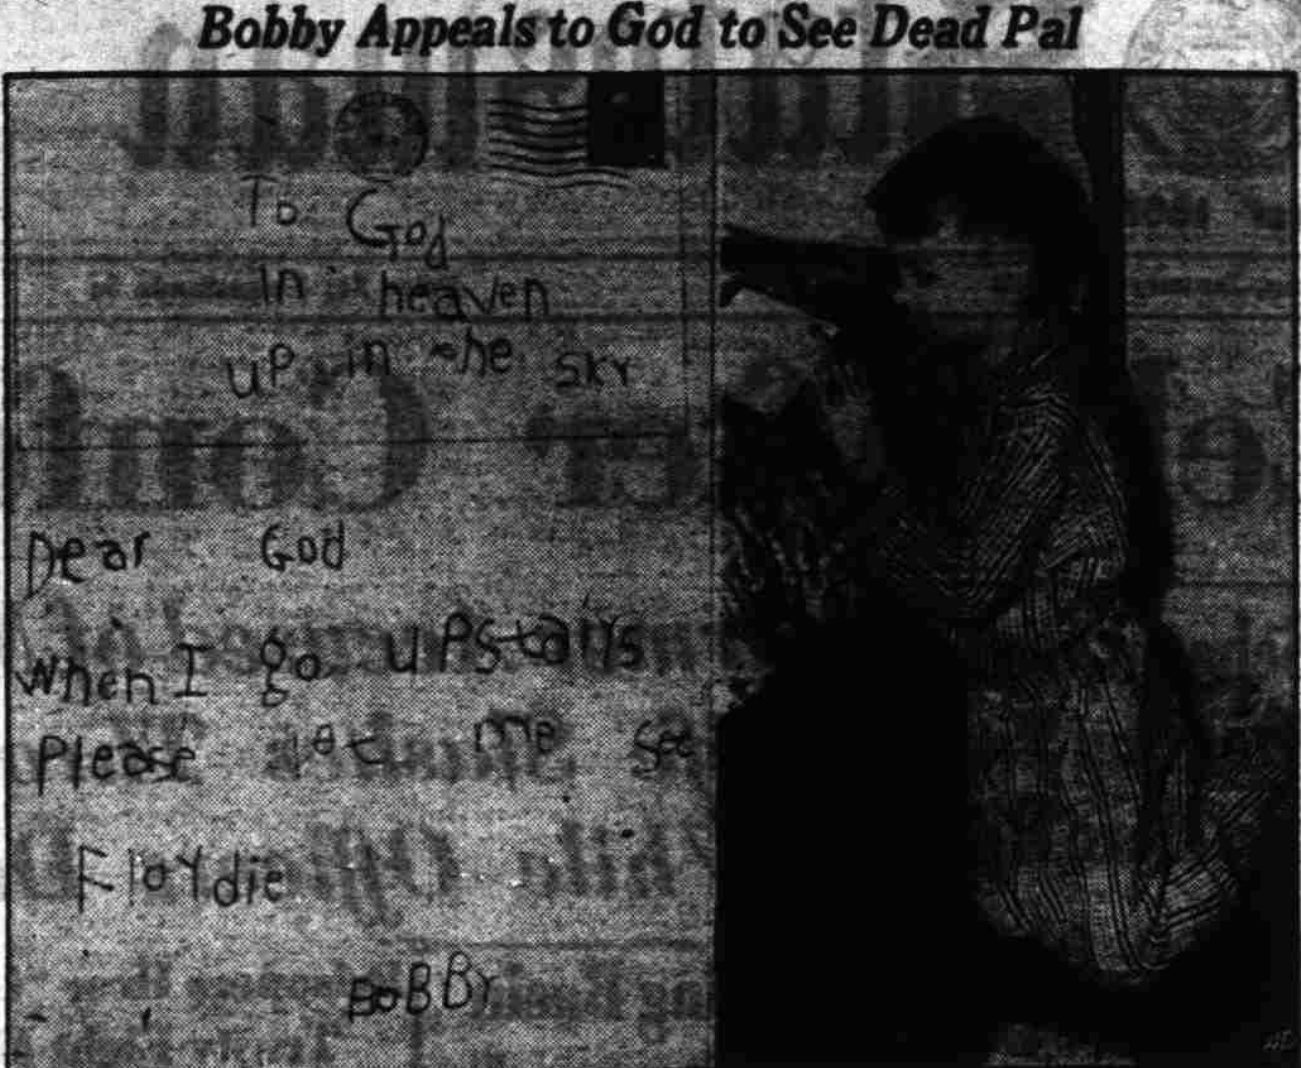 Bobby Appeals to God to See Dead Pal
To God
in heaven
up in the sky
Dear God
When I go upstairs
Please let me see
Floydie
BOBBY